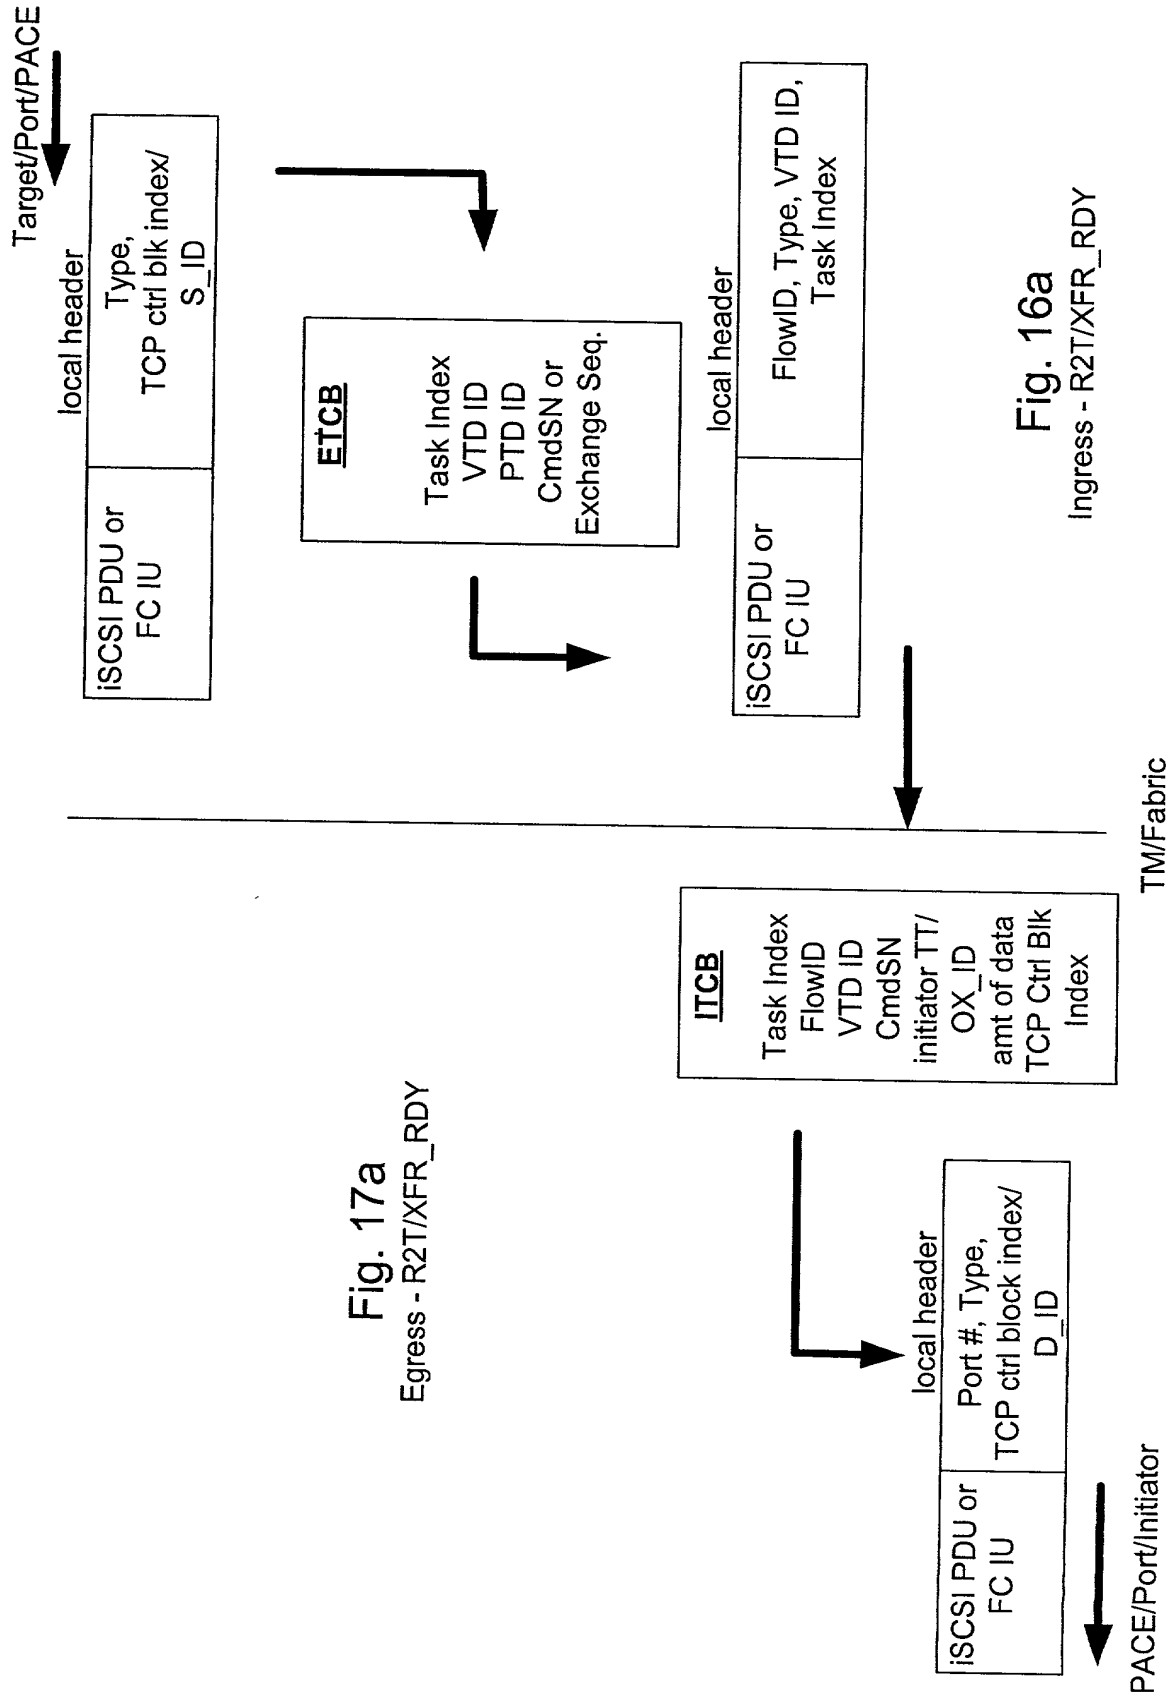 Target/Port/PACE
local header
iSCSI PDU or
FC IU
Type,
TCP ctrl blk index/
S_ID
ETCB
Task Index
VTD ID
PTD ID
CmdSN or
Exchange Seq.
local header
iSCSI PDU or
FC IU
FlowID, Type, VTD ID,
Task Index
Fig. 16a
Ingress - R2T/XFR_RDY
TM/Fabric
Fig. 17a
Egress - R2T/XFR_RDY
ITCB
Task Index
FlowID
VTD ID
CmdSN
initiator TT/
OX_ID
amt of data
TCP Ctrl Blk
Index
local header
iSCSI PDU or
FC IU
Port #, Type,
TCP ctrl block index/
D_ID
PACE/Port/Initiator